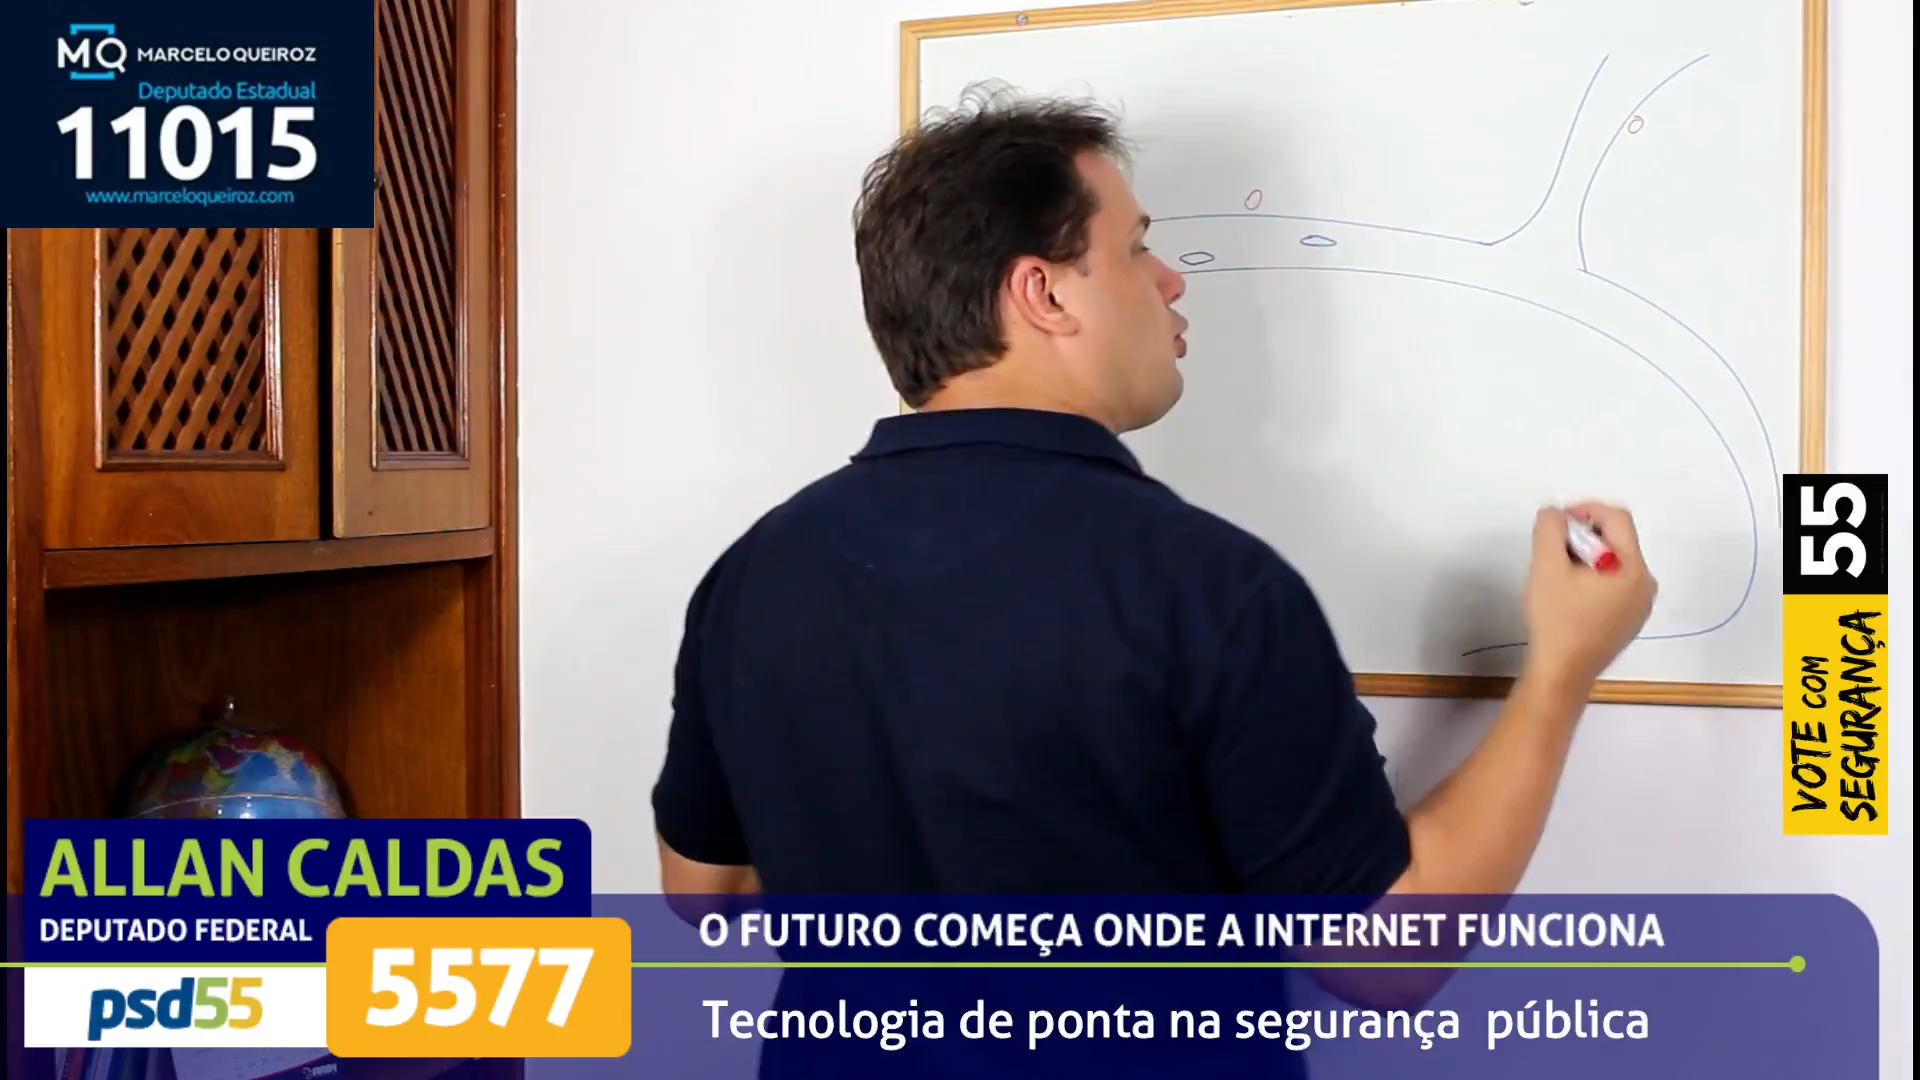 MQ MARCELO QUEIROZ
Deputado Estadual
11015
www.marceloqueiroz.com
55
VOTE COM
SEGURANÇA
ALLAN CALDAS
DEPUTADO FEDERAL
psd55
5577
O FUTURO COMEÇA ONDE A INTERNET FUNCIONA
Tecnologia de ponta na segurança pública